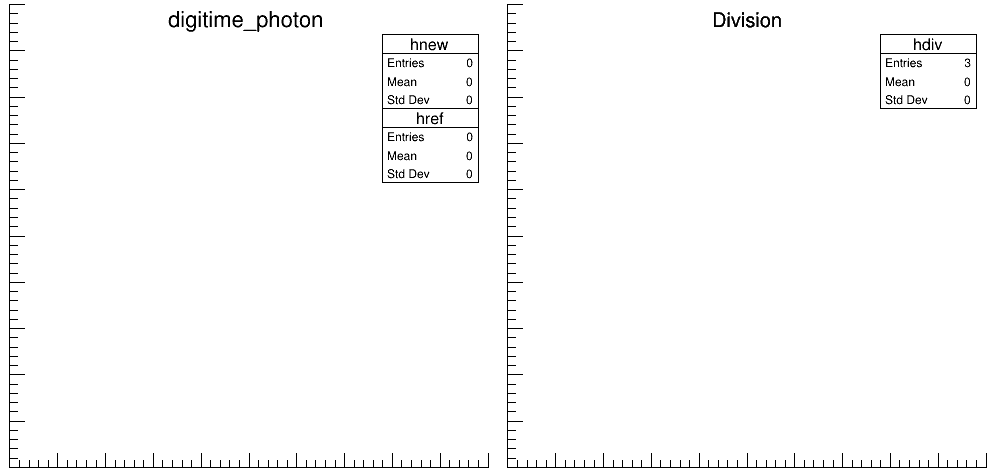 digitime_photon
hnew
Entries 0
Mean 0
Std Dev 0
href
Entries 0
Mean 0
Std Dev 0
Division
hdiv
Entries 3
Mean 0
Std Dev 0